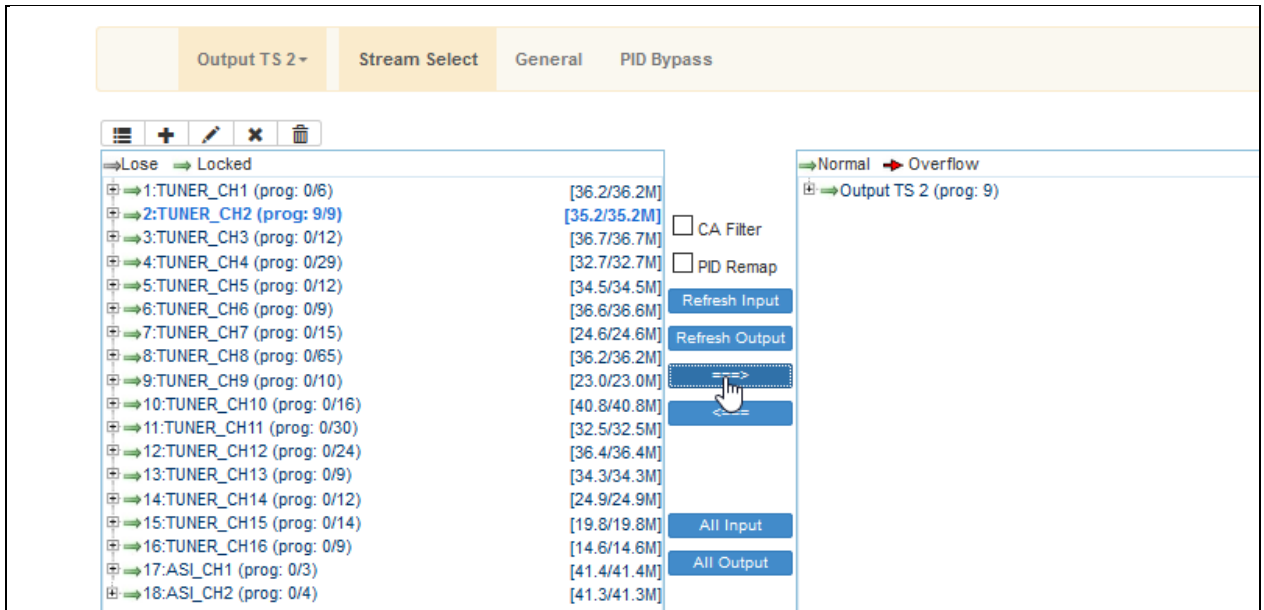 Output TS 2 Stream Select General PID Bypass
Lose Locked
1:TUNER_CH1 (prog: 0/6) [36.2/36.2M]
2:TUNER_CH2 (prog: 9/9) [35.2/35.2M]
3:TUNER_CH3 (prog: 0/12) [36.7/36.7M]
4:TUNER_CH4 (prog: 0/29) [32.7/32.7M]
5:TUNER_CH5 (prog: 0/12) [34.5/34.5M]
6:TUNER_CH6 (prog: 0/9) [36.6/36.6M]
7:TUNER_CH7 (prog: 0/15) [24.6/24.6M]
8:TUNER_CH8 (prog: 0/65) [36.2/36.2M]
9:TUNER_CH9 (prog: 0/10) [23.0/23.0M]
10:TUNER_CH10 (prog: 0/16) [40.8/40.8M]
11:TUNER_CH11 (prog: 0/30) [32.5/32.5M]
12:TUNER_CH12 (prog: 0/24) [36.4/36.4M]
13:TUNER_CH13 (prog: 0/9) [34.3/34.3M]
14:TUNER_CH14 (prog: 0/12) [24.9/24.9M]
15:TUNER_CH15 (prog: 0/14) [19.8/19.8M]
16:TUNER_CH16 (prog: 0/9) [14.6/14.6M]
17:ASI_CH1 (prog: 0/3) [41.4/41.4M]
18:ASI_CH2 (prog: 0/4) [41.3/41.3M]
CA Filter
PID Remap
Refresh Input
Refresh Output
===>
<===
All Input
All Output
Normal Overflow
Output TS 2 (prog: 9)